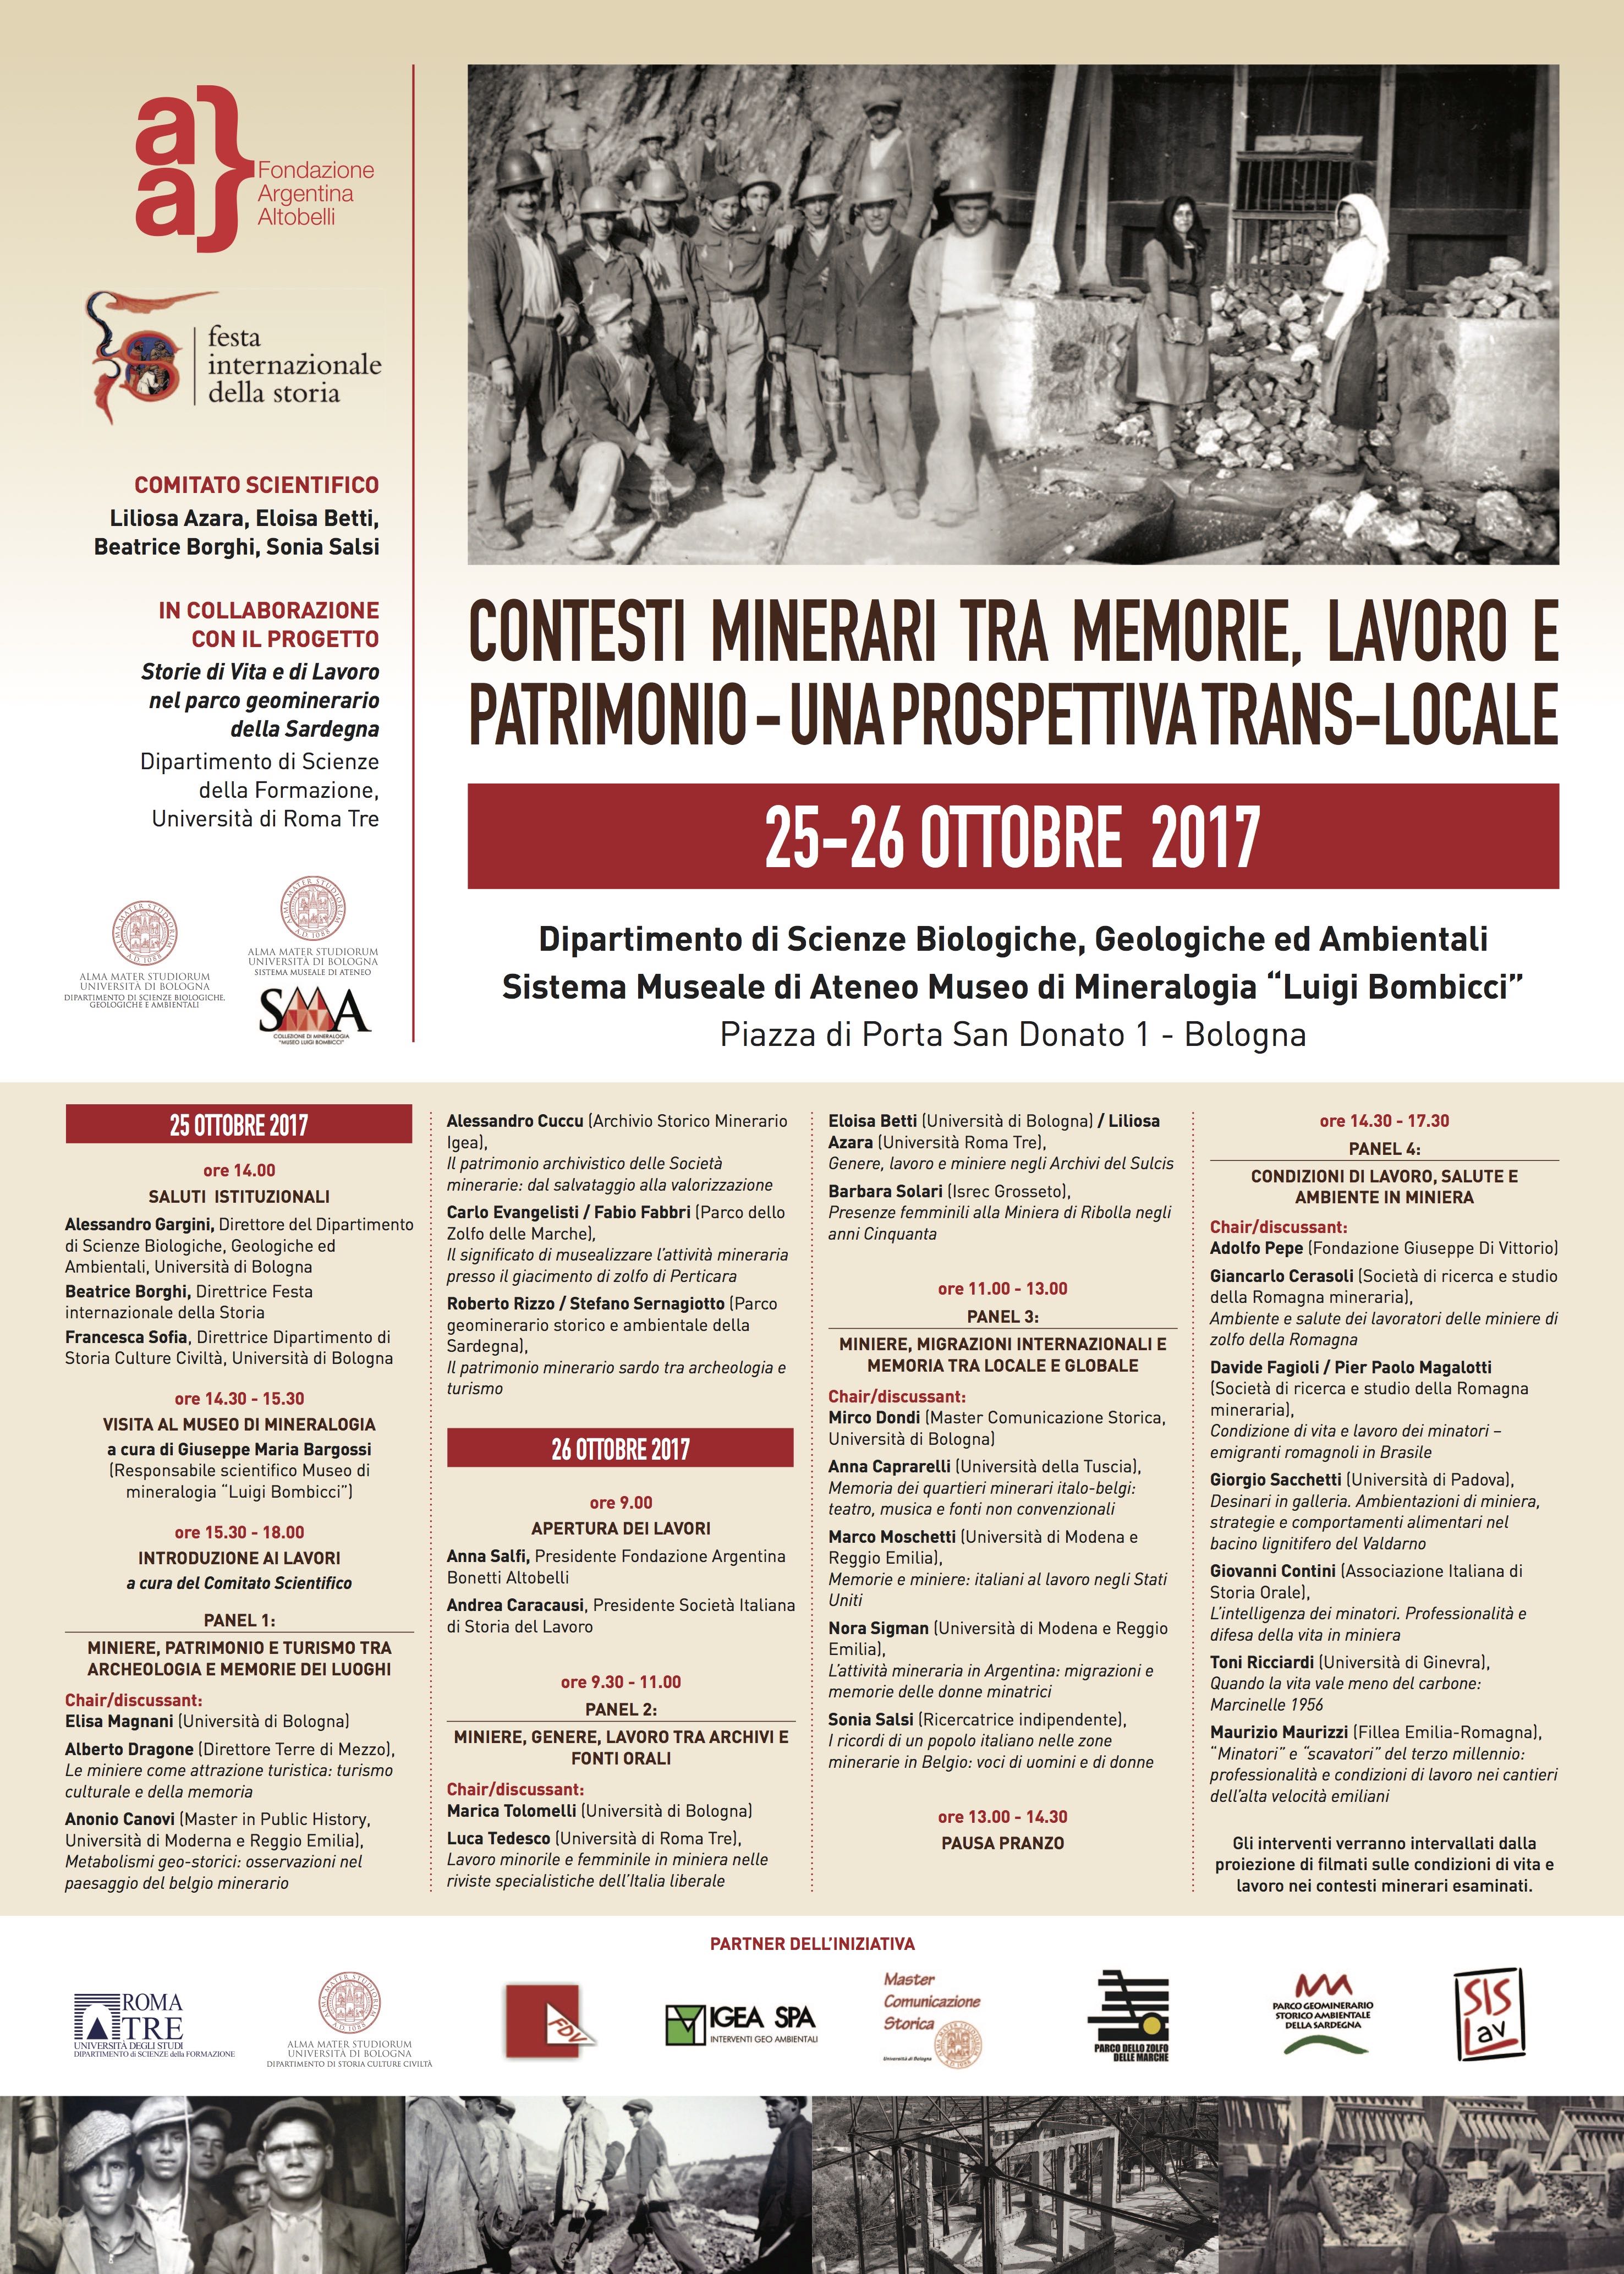 a
a}
Fondazione
Argentina
Altobelli
festa
internazionale
della storia
COMITATO SCIENTIFICO
Liliosa Azara, Eloisa Betti,
Beatrice Borghi, Sonia Salsi
IN COLLABORAZIONE
CON IL PROGETTO
Storie di Vita e di Lavoro
nel parco geominerario
della Sardegna
Dipartimento di Scienze
della Formazione,
Università di Roma Tre
ALMA MATER STUDIORUM
A.D. 1088
ALMA MATER STUDIORUM
UNIVERSITÀ DI BOLOGNA
DIPARTIMENTO DI SCIENZE BIOLOGICHE,
GEOLOGICHE E AMBIENTALI
ALMA MATER STUDIORUM
A.D. 1088
ALMA MATER STUDIORUM
UNIVERSITÀ DI BOLOGNA
SISTEMA MUSEALE DI ATENEO
SMA
COLLEZIONE DI MINERALOGIA
"MUSEO LUIGI BOMBICCI"
CONTESTI MINERARI TRA MEMORIE, LAVORO E
PATRIMONIO – UNA PROSPETTIVA TRANS-LOCALE
25-26 OTTOBRE 2017
Dipartimento di Scienze Biologiche, Geologiche ed Ambientali
Sistema Museale di Ateneo Museo di Mineralogia “Luigi Bombicci”
Piazza di Porta San Donato 1 - Bologna
25 OTTOBRE 2017
ore 14.00
SALUTI ISTITUZIONALI
Alessandro Gargini, Direttore del Dipartimento
di Scienze Biologiche, Geologiche ed
Ambientali, Università di Bologna
Beatrice Borghi, Direttrice Festa
internazionale della Storia
Francesca Sofia, Direttrice Dipartimento di
Storia Culture Civiltà, Università di Bologna
ore 14.30 - 15.30
VISITA AL MUSEO DI MINERALOGIA
a cura di Giuseppe Maria Bargossi
(Responsabile scientifico Museo di
mineralogia “Luigi Bombicci”)
ore 15.30 - 18.00
INTRODUZIONE AI LAVORI
a cura del Comitato Scientifico
PANEL 1:
MINIERE, PATRIMONIO E TURISMO TRA
ARCHEOLOGIA E MEMORIE DEI LUOGHI
Chair/discussant:
Elisa Magnani (Università di Bologna)
Alberto Dragone (Direttore Terre di Mezzo),
Le miniere come attrazione turistica: turismo
culturale e della memoria
Anonio Canovi (Master in Public History,
Università di Moderna e Reggio Emilia),
Metabolismi geo-storici: osservazioni nel
paesaggio del belgio minerario
Alessandro Cuccu (Archivio Storico Minerario
Igea),
Il patrimonio archivistico delle Società
minerarie: dal salvataggio alla valorizzazione
Carlo Evangelisti / Fabio Fabbri (Parco dello
Zolfo delle Marche),
Il significato di musealizzare l’attività mineraria
presso il giacimento di zolfo di Perticara
Roberto Rizzo / Stefano Sernagiotto (Parco
geominerario storico e ambientale della
Sardegna),
Il patrimonio minerario sardo tra archeologia e
turismo
26 OTTOBRE 2017
ore 9.00
APERTURA DEI LAVORI
Anna Salfi, Presidente Fondazione Argentina
Bonetti Altobelli
Andrea Caracausi, Presidente Società Italiana
di Storia del Lavoro
ore 9.30 - 11.00
PANEL 2:
MINIERE, GENERE, LAVORO TRA ARCHIVI E
FONTI ORALI
Chair/discussant:
Marica Tolomelli (Università di Bologna)
Luca Tedesco (Università di Roma Tre),
Lavoro minorile e femminile in miniera nelle
riviste specialistiche dell’Italia liberale
Eloisa Betti (Università di Bologna) / Liliosa
Azara (Università Roma Tre),
Genere, lavoro e miniere negli Archivi del Sulcis
Barbara Solari (Isrec Grosseto),
Presenze femminili alla Miniera di Ribolla negli
anni Cinquanta
ore 11.00 - 13.00
PANEL 3:
MINIERE, MIGRAZIONI INTERNAZIONALI E
MEMORIA TRA LOCALE E GLOBALE
Chair/discussant:
Mirco Dondi (Master Comunicazione Storica,
Università di Bologna)
Anna Caprarelli (Università della Tuscia),
Memoria dei quartieri minerari italo-belgi:
teatro, musica e fonti non convenzionali
Marco Moschetti (Università di Modena e
Reggio Emilia),
Memorie e miniere: italiani al lavoro negli Stati
Uniti
Nora Sigman (Università di Modena e Reggio
Emilia),
L’attività mineraria in Argentina: migrazioni e
memorie delle donne minatrici
Sonia Salsi (Ricercatrice indipendente),
I ricordi di un popolo italiano nelle zone
minerarie in Belgio: voci di uomini e di donne
ore 13.00 - 14.30
PAUSA PRANZO
ore 14.30 - 17.30
PANEL 4:
CONDIZIONI DI LAVORO, SALUTE E
AMBIENTE IN MINIERA
Chair/discussant:
Adolfo Pepe (Fondazione Giuseppe Di Vittorio)
Giancarlo Cerasoli (Società di ricerca e studio
della Romagna mineraria),
Ambiente e salute dei lavoratori delle miniere di
zolfo della Romagna
Davide Fagioli / Pier Paolo Magalotti
(Società di ricerca e studio della Romagna
mineraria),
Condizione di vita e lavoro dei minatori –
emigranti romagnoli in Brasile
Giorgio Sacchetti (Università di Padova),
Desinari in galleria. Ambientazioni di miniera,
strategie e comportamenti alimentari nel
bacino lignitifero del Valdarno
Giovanni Contini (Associazione Italiana di
Storia Orale),
L’intelligenza dei minatori. Professionalità e
difesa della vita in miniera
Toni Ricciardi (Università di Ginevra),
Quando la vita vale meno del carbone:
Marcinelle 1956
Maurizio Maurizzi (Fillea Emilia-Romagna),
“Minatori” e “scavatori” del terzo millennio:
professionalità e condizioni di lavoro nei cantieri
dell’alta velocità emiliani
Gli interventi verranno intervallati dalla
proiezione di filmati sulle condizioni di vita e
lavoro nei contesti minerari esaminati.
PARTNER DELL’INIZIATIVA
ROMA
TRE
UNIVERSITÀ DEGLI STUDI
DIPARTIMENTO di SCIENZE della FORMAZIONE
ALMA MATER STUDIORUM
A.D. 1088
ALMA MATER STUDIORUM
UNIVERSITÀ DI BOLOGNA
DIPARTIMENTO DI STORIA CULTURE CIVILTÀ
FDV
IGEA SPA
INTERVENTI GEO AMBIENTALI
Master
Comunicazione
Storica
Università di Bologna
PARCO DELLO ZOLFO
DELLE MARCHE
PARCO GEOMINERARIO
STORICO AMBIENTALE
DELLA SARDEGNA
SIS
Lav